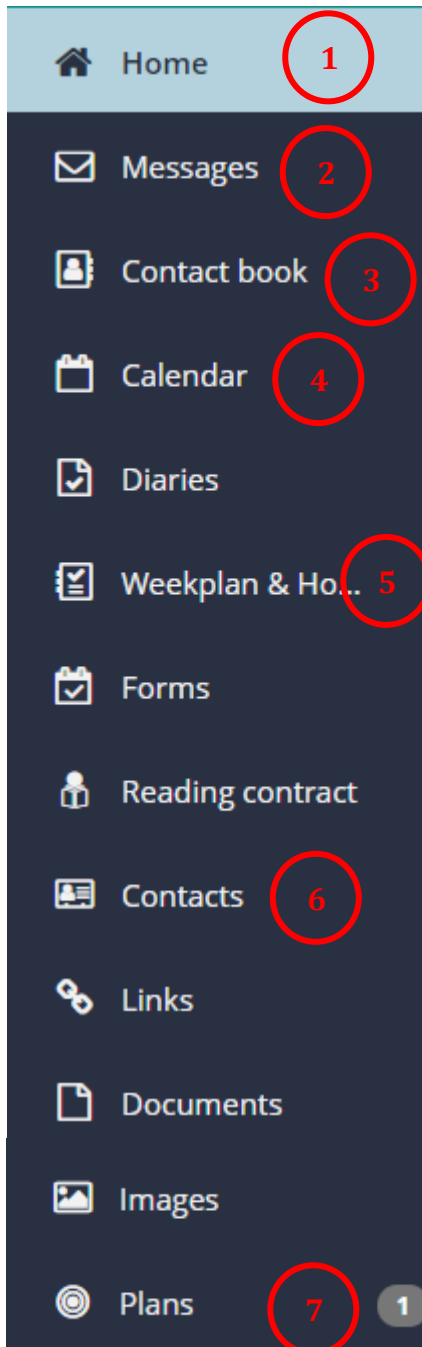 Home 1
Messages 2
Contact book 3
Calendar 4
Diaries
Weekplan & Ho... 5
Forms
Reading contract
Contacts 6
Links
Documents
Images
Plans 7 1